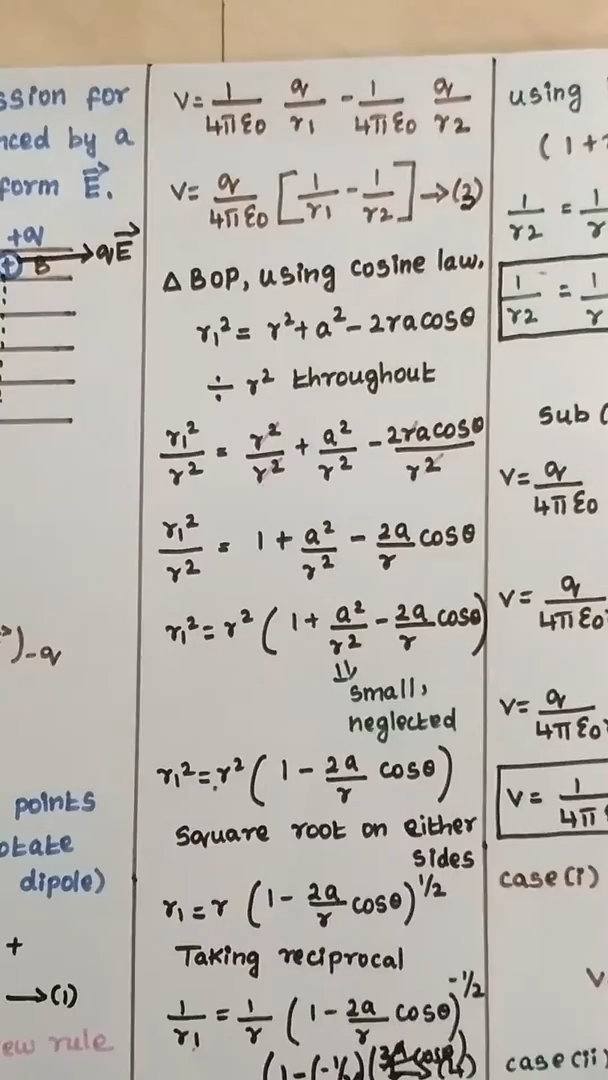 ssion for
nced by a
form E⃗.
+q
+ B → qE⃗
)-q
points
otate
dipole)
+
→(1)
ew rule
V= 1/4πε0 q/r1 - 1/4πε0 q/r2
V= q/4πε0 [1/r1 - 1/r2] →(3)
Δ BOP, using cosine law.
r1² = r²+a²-2racosθ
÷ r² throughout
r1²/r² = r²/r² + a²/r² - 2racosθ/r²
r1²/r² = 1 + a²/r² - 2a/r cosθ
r1² = r² (1 + a²/r² - 2a/r cosθ)
⇓
small,
neglected
r1² = r² (1 - 2a/r cosθ)
Square root on either
sides
r1 = r (1 - 2a/r cosθ)^1/2
Taking reciprocal
1/r1 = 1/r (1 - 2a/r cosθ)^-1/2
using
(1+
1/r2 = 1/r
1/r2 = 1/r
sub (
V= q/4πε0
V= q/4πε0
V= q/4πε0
V= 1/4π
case(i)
V
case(ii)